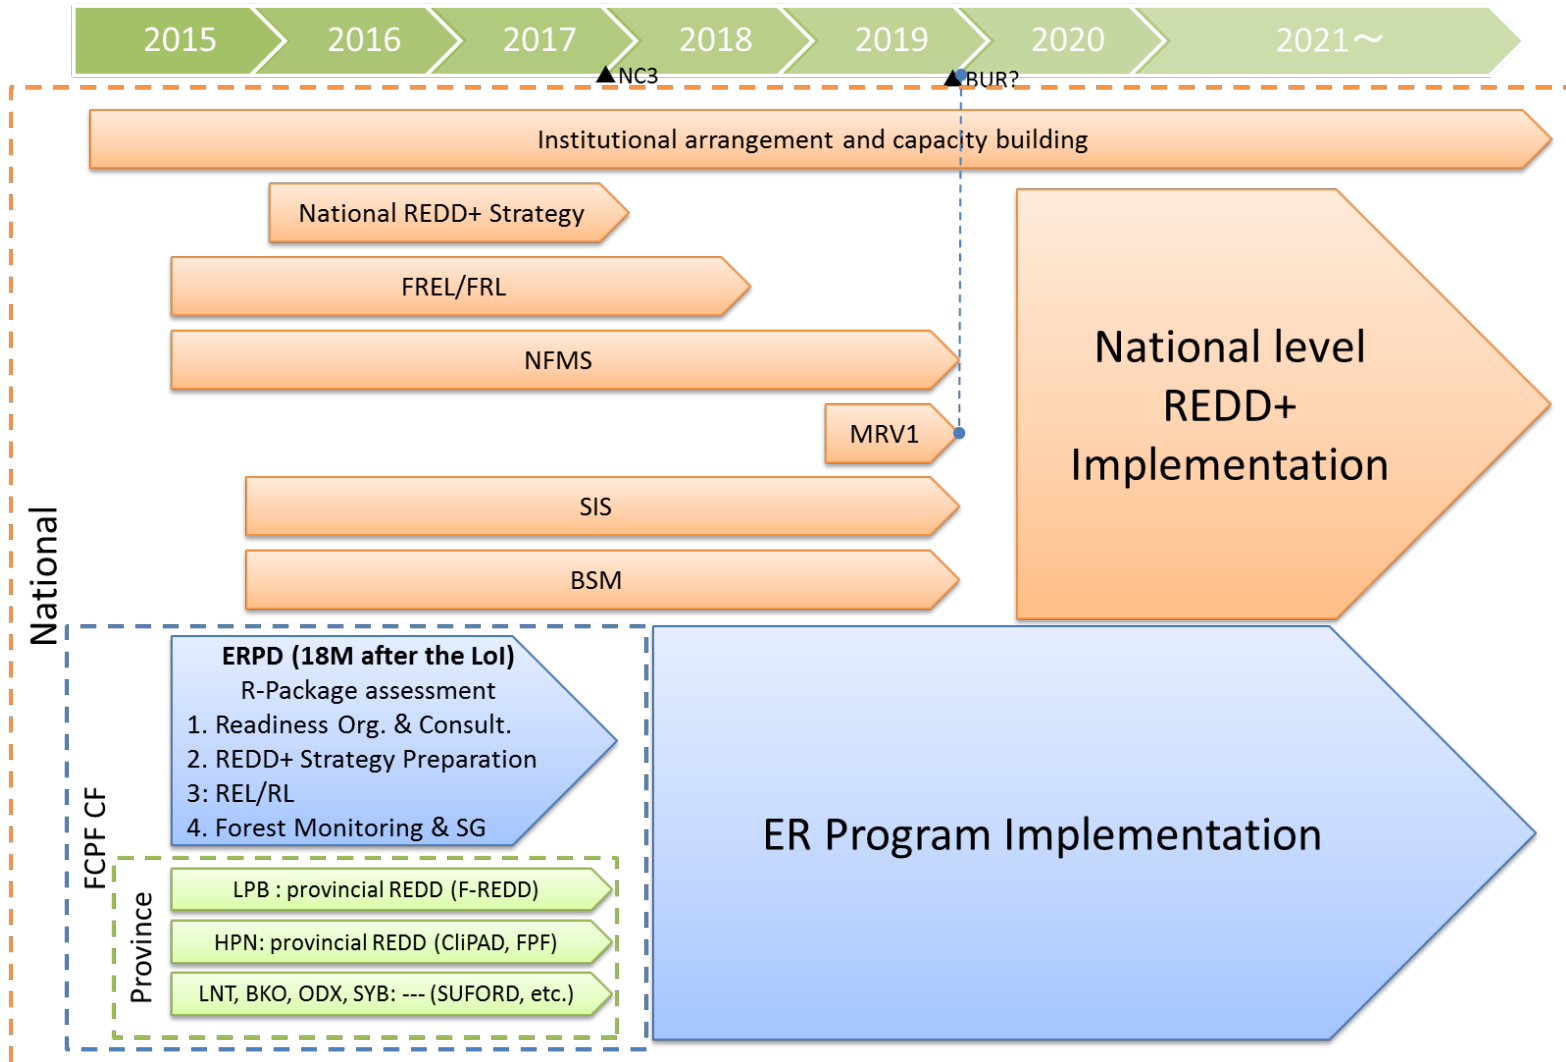 2015
2016
2017
2018
2019
2020
2021～
NC3
BUR?
Institutional arrangement and capacity building
National REDD+ Strategy
FREL/FRL
NFMS
MRV1
SIS
BSM
National level
REDD+
Implementation
National
FCPF CF
ERPD (18M after the LoI)
R-Package assessment
1. Readiness Org. & Consult.
2. REDD+ Strategy Preparation
3: REL/RL
4. Forest Monitoring & SG
ER Program Implementation
Province
LPB : provincial REDD (F-REDD)
HPN: provincial REDD (CliPAD, FPF)
LNT, BKO, ODX, SYB: --- (SUFORD, etc.)